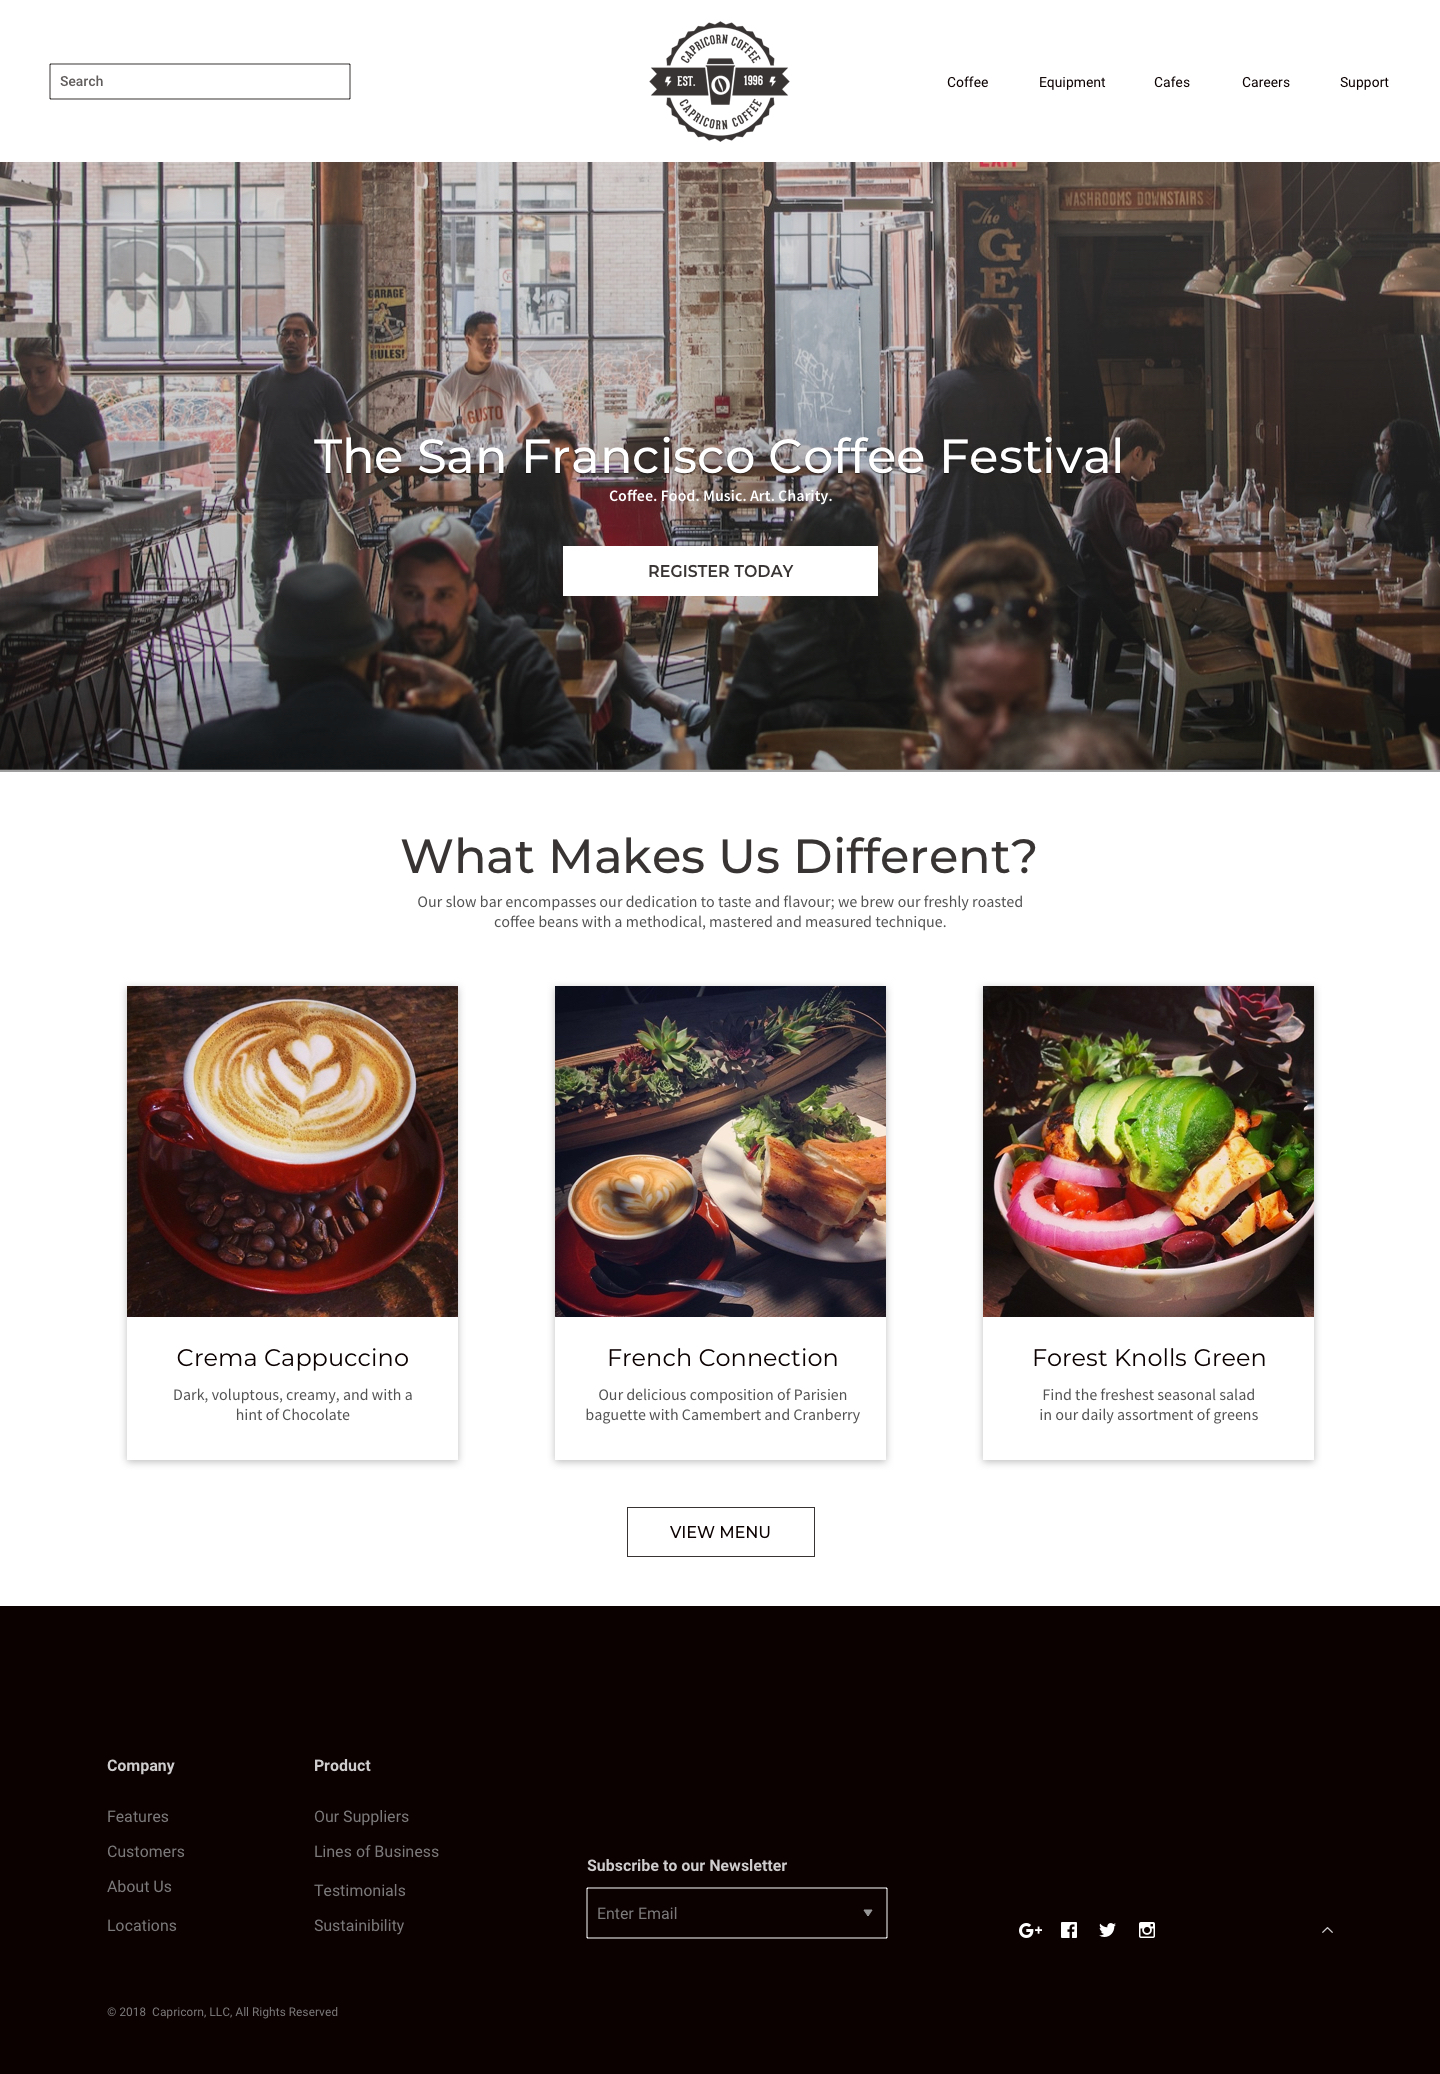 Search
CAPRICORN COFFEE
EST.
1996
CAPRICORN COFFEE
Coffee
Equipment
Cafes
Careers
Support
EXIT
WASHROOMS DOWNSTAIRS
The
GE
GARAGE
RULES!
GUSTO
The San Francisco Coffee Festival
Coffee. Food. Music. Art. Charity.
REGISTER TODAY
What Makes Us Different?
Our slow bar encompasses our dedication to taste and flavour; we brew our freshly roasted
coffee beans with a methodical, mastered and measured technique.
Crema Cappuccino
Dark, voluptous, creamy, and with a
hint of Chocolate
French Connection
Our delicious composition of Parisien
baguette with Camembert and Cranberry
Forest Knolls Green
Find the freshest seasonal salad
in our daily assortment of greens
VIEW MENU
Company
Features
Customers
About Us
Locations
Product
Our Suppliers
Lines of Business
Testimonials
Sustainibility
Subscribe to our Newsletter
Enter Email
G+
© 2018 Capricorn, LLC, All Rights Reserved